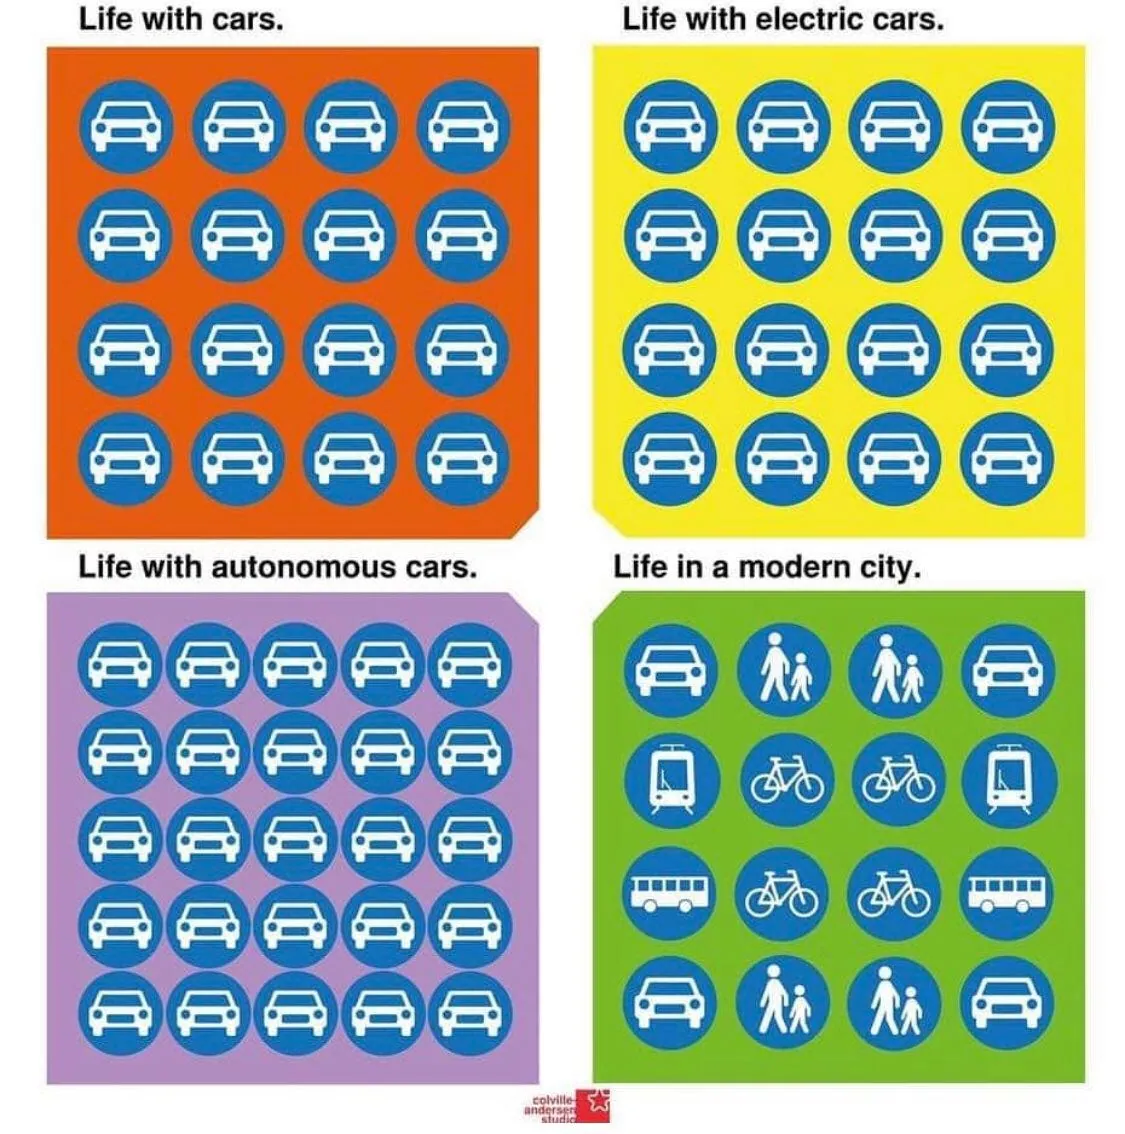 Life with cars.
Life with electric cars.
Life with autonomous cars.
Life in a modern city.
colville-
andersen
studio